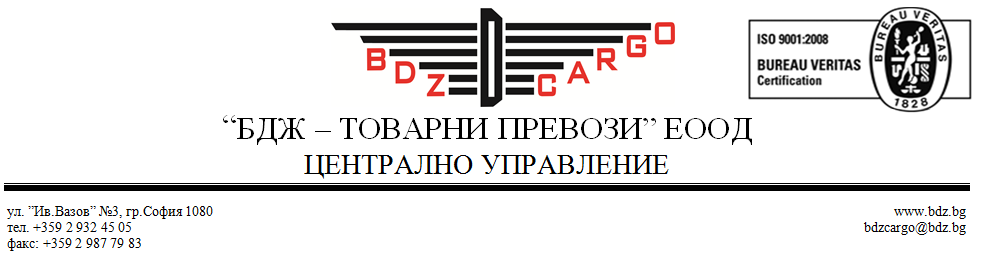 BDZ CARGO
ISO 9001:2008
BUREAU VERITAS
Certification
BUREAU VERITAS
1828
“БДЖ – ТОВАРНИ ПРЕВОЗИ” ЕООД
ЦЕНТРАЛНО УПРАВЛЕНИЕ
ул. ”Ив.Вазов” №3, гр.София 1080
тел. +359 2 932 45 05
факс: +359 2 987 79 83
www.bdz.bg
bdzcargo@bdz.bg